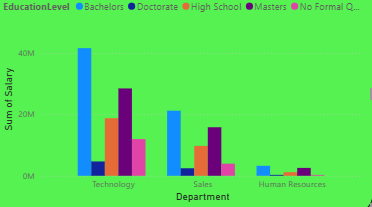 EducationLevel Bachelors Doctorate High School Masters No Formal Q...
40M
20M
0M
Sum of Salary
Technology Sales Human Resources
Department